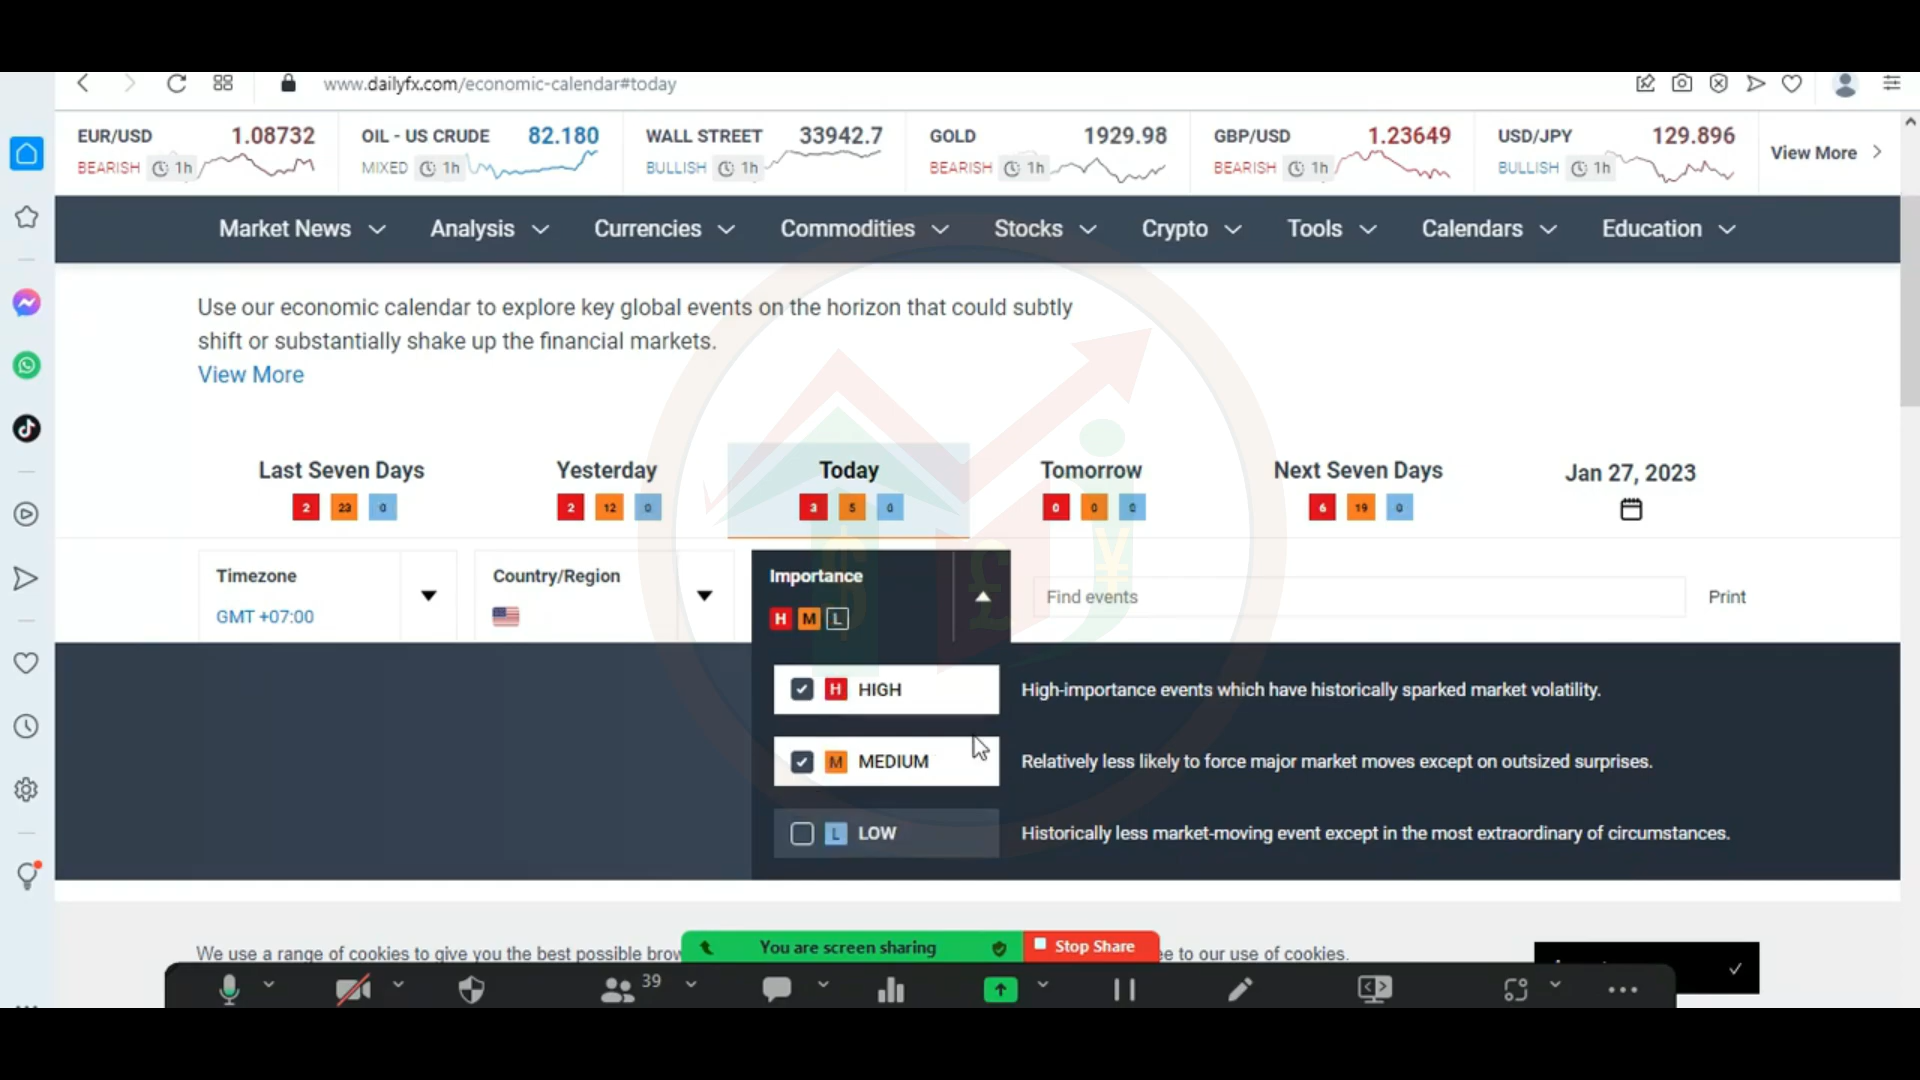 www.dailyfx.com/economic-calendar#today
EUR/USD 1.08732
BEARISH 1h
OIL - US CRUDE 82.180
MIXED 1h
WALL STREET 33942.7
BULLISH 1h
GOLD 1929.98
BEARISH 1h
GBP/USD 1.23649
BEARISH 1h
USD/JPY 129.896
BULLISH 1h
View More
Market News Analysis Currencies Commodities Stocks Crypto Tools Calendars Education
Use our economic calendar to explore key global events on the horizon that could subtly
shift or substantially shake up the financial markets.
View More
Last Seven Days
2 23 0
Yesterday
2 12 0
Today
3 5 0
Tomorrow
0 0 0
Next Seven Days
6 19 0
Jan 27, 2023
Timezone
GMT +07:00
Country/Region
Importance
H M L
Find events
Print
H HIGH High-importance events which have historically sparked market volatility.
M MEDIUM Relatively less likely to force major market moves except on outsized surprises.
L LOW Historically less market-moving event except in the most extraordinary of circumstances.
We use a range of cookies to give you the best possible
ee to our use of cookies.
You are screen sharing Stop Share
39